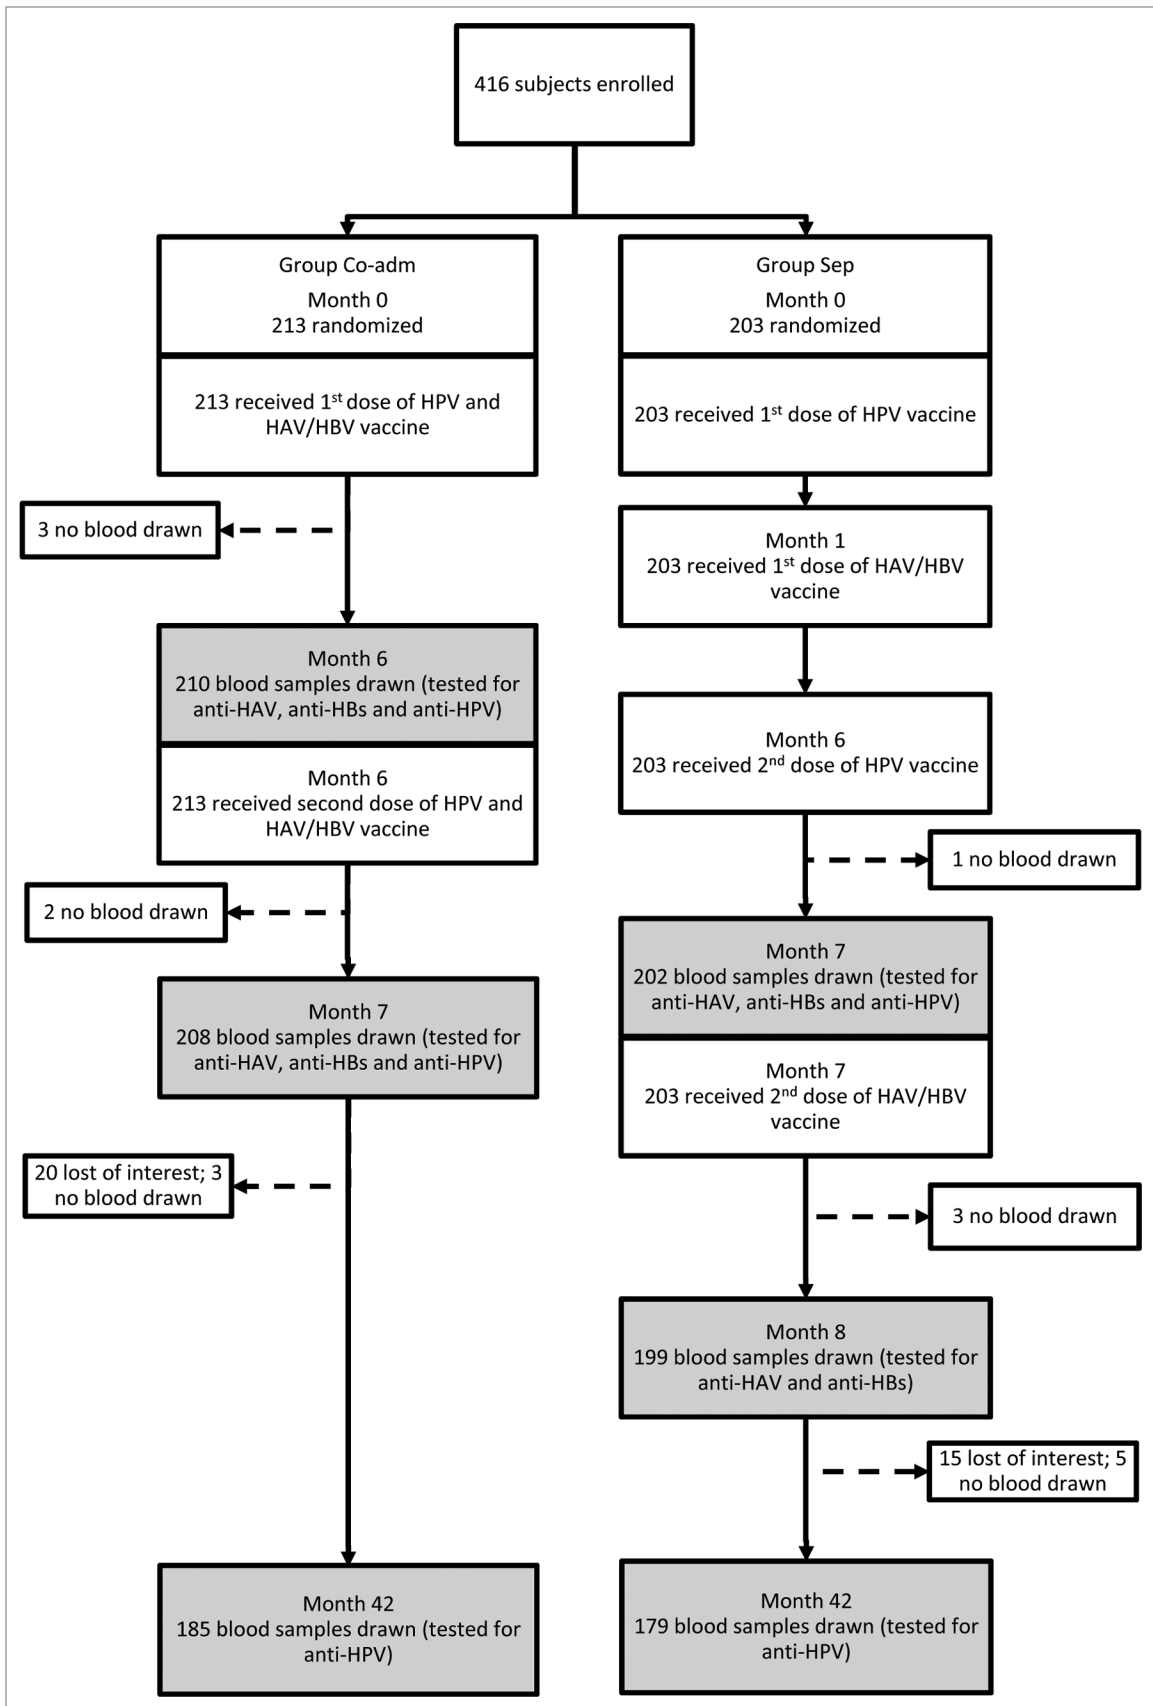 416 subjects enrolled
Group Co-adm
Month 0
213 randomized
213 received 1st dose of HPV and
HAV/HBV vaccine
3 no blood drawn
Month 6
210 blood samples drawn (tested for
anti-HAV, anti-HBs and anti-HPV)
Month 6
213 received second dose of HPV and
HAV/HBV vaccine
2 no blood drawn
Month 7
208 blood samples drawn (tested for
anti-HAV, anti-HBs and anti-HPV)
20 lost of interest; 3
no blood drawn
Month 42
185 blood samples drawn (tested for
anti-HPV)
Group Sep
Month 0
203 randomized
203 received 1st dose of HPV vaccine
Month 1
203 received 1st dose of HAV/HBV
vaccine
Month 6
203 received 2nd dose of HPV vaccine
1 no blood drawn
Month 7
202 blood samples drawn (tested for
anti-HAV, anti-HBs and anti-HPV)
Month 7
203 received 2nd dose of HAV/HBV
vaccine
3 no blood drawn
Month 8
199 blood samples drawn (tested for
anti-HAV and anti-HBs)
15 lost of interest; 5
no blood drawn
Month 42
179 blood samples drawn (tested for
anti-HPV)